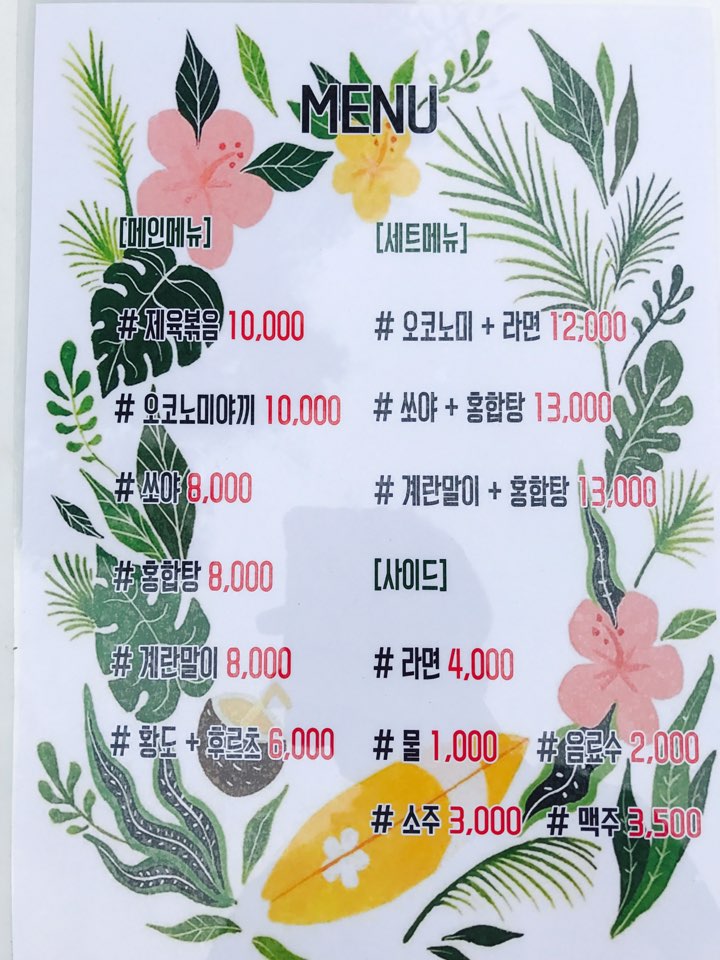 MENU
[메인메뉴]
# 제육볶음 10,000
# 오코노미야끼 10,000
# 쏘야 8,000
# 홍합탕 8,000
# 계란말이 8,000
# 황도 + 후르츠 6,000
[세트메뉴]
# 오코노미 + 라면 12,000
# 쏘야 + 홍합탕 13,000
# 계란말이 + 홍합탕 13,000
[사이드]
# 라면 4,000
# 물 1,000 # 음료수 2,000
# 소주 3,000 # 맥주 3,500